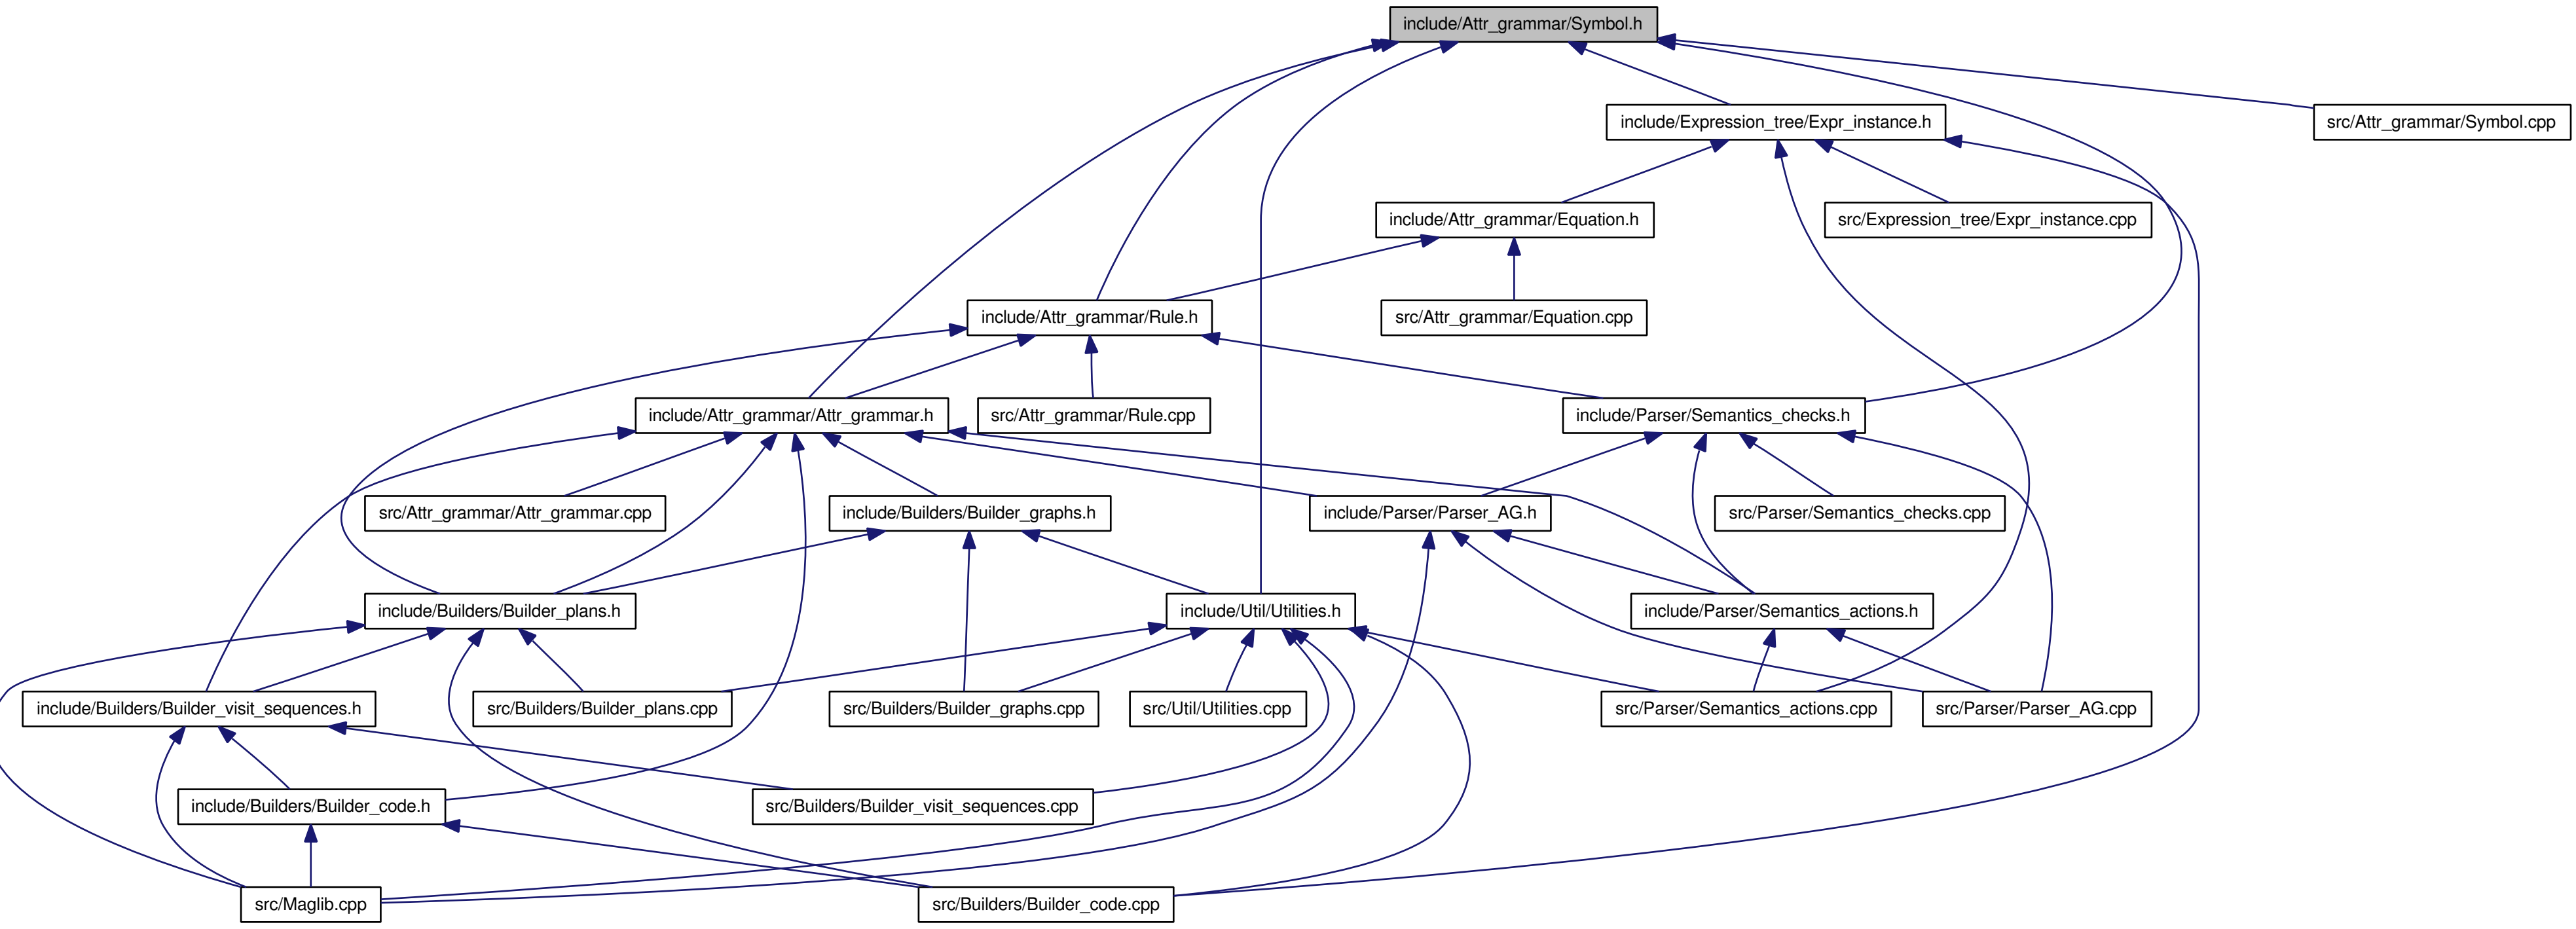 include/Attr_grammar/Symbol.h
include/Expression_tree/Expr_instance.h
src/Attr_grammar/Symbol.cpp
include/Attr_grammar/Equation.h
src/Expression_tree/Expr_instance.cpp
include/Attr_grammar/Rule.h
src/Attr_grammar/Equation.cpp
include/Attr_grammar/Attr_grammar.h
src/Attr_grammar/Rule.cpp
include/Parser/Semantics_checks.h
src/Attr_grammar/Attr_grammar.cpp
include/Builders/Builder_graphs.h
include/Parser/Parser_AG.h
src/Parser/Semantics_checks.cpp
include/Builders/Builder_plans.h
include/Util/Utilities.h
include/Parser/Semantics_actions.h
include/Builders/Builder_visit_sequences.h
src/Builders/Builder_plans.cpp
src/Builders/Builder_graphs.cpp
src/Util/Utilities.cpp
src/Parser/Semantics_actions.cpp
src/Parser/Parser_AG.cpp
include/Builders/Builder_code.h
src/Builders/Builder_visit_sequences.cpp
src/Maglib.cpp
src/Builders/Builder_code.cpp